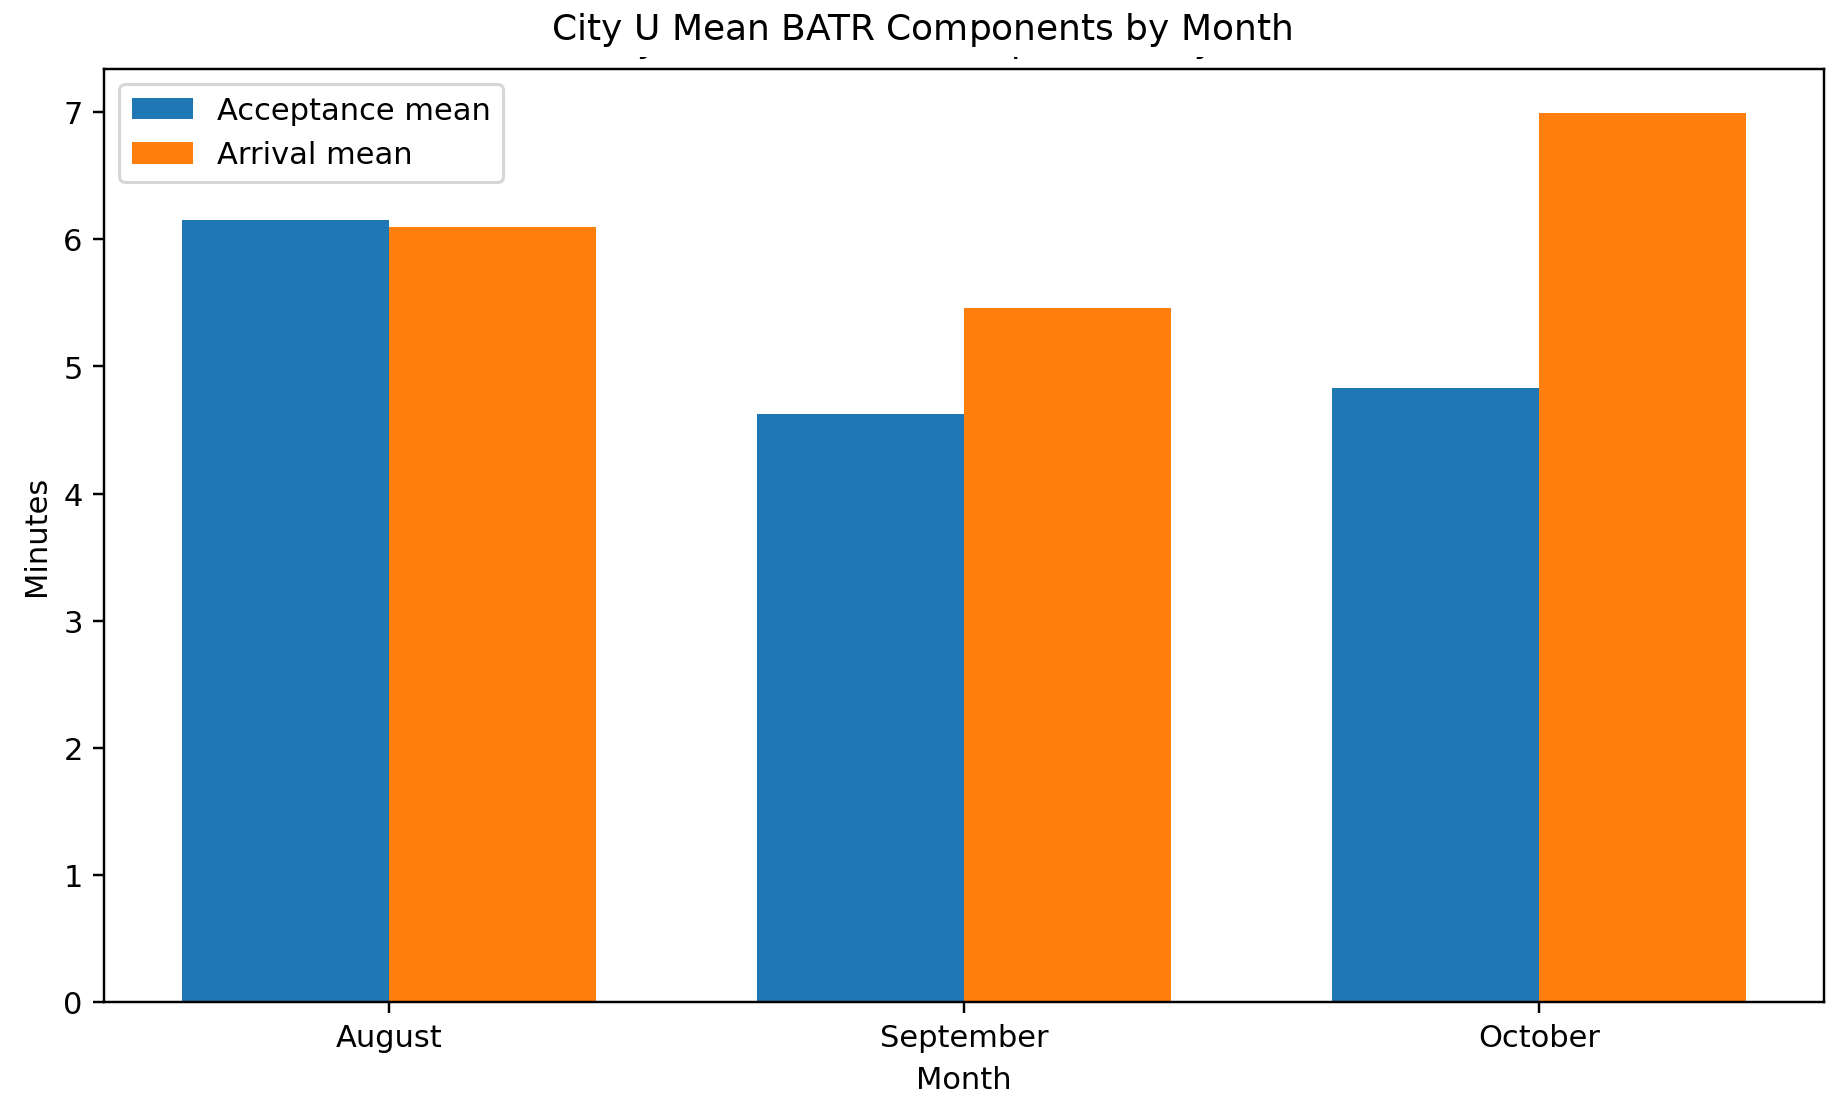 City U Mean BATR Components by Month
Acceptance mean
Arrival mean
7
6
5
4
3
2
1
0
Minutes
August September October
Month